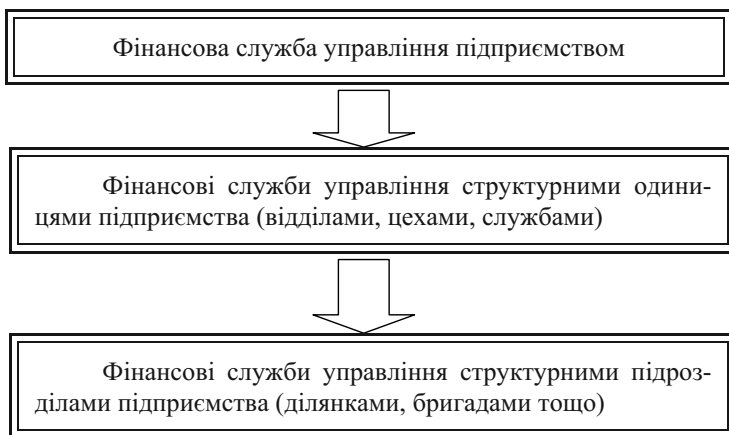 Фінансова служба управління підприємством
Фінансові служби управління структурними одини-
цями підприємства (відділами, цехами, службами)
Фінансові служби управління структурними підроз-
ділами підприємства (ділянками, бригадами тощо)